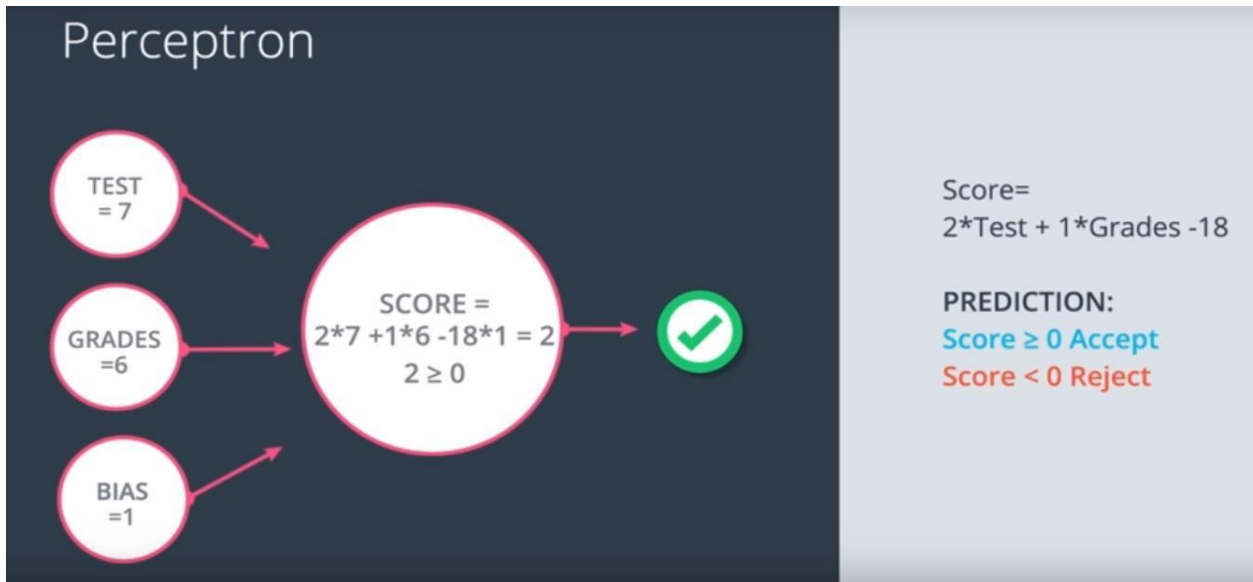 Perceptron
TEST
= 7
GRADES
=6
BIAS
=1
SCORE =
2*7 +1*6 -18*1 = 2
2 ≥ 0
Score=
2*Test + 1*Grades -18
PREDICTION:
Score ≥ 0 Accept
Score < 0 Reject